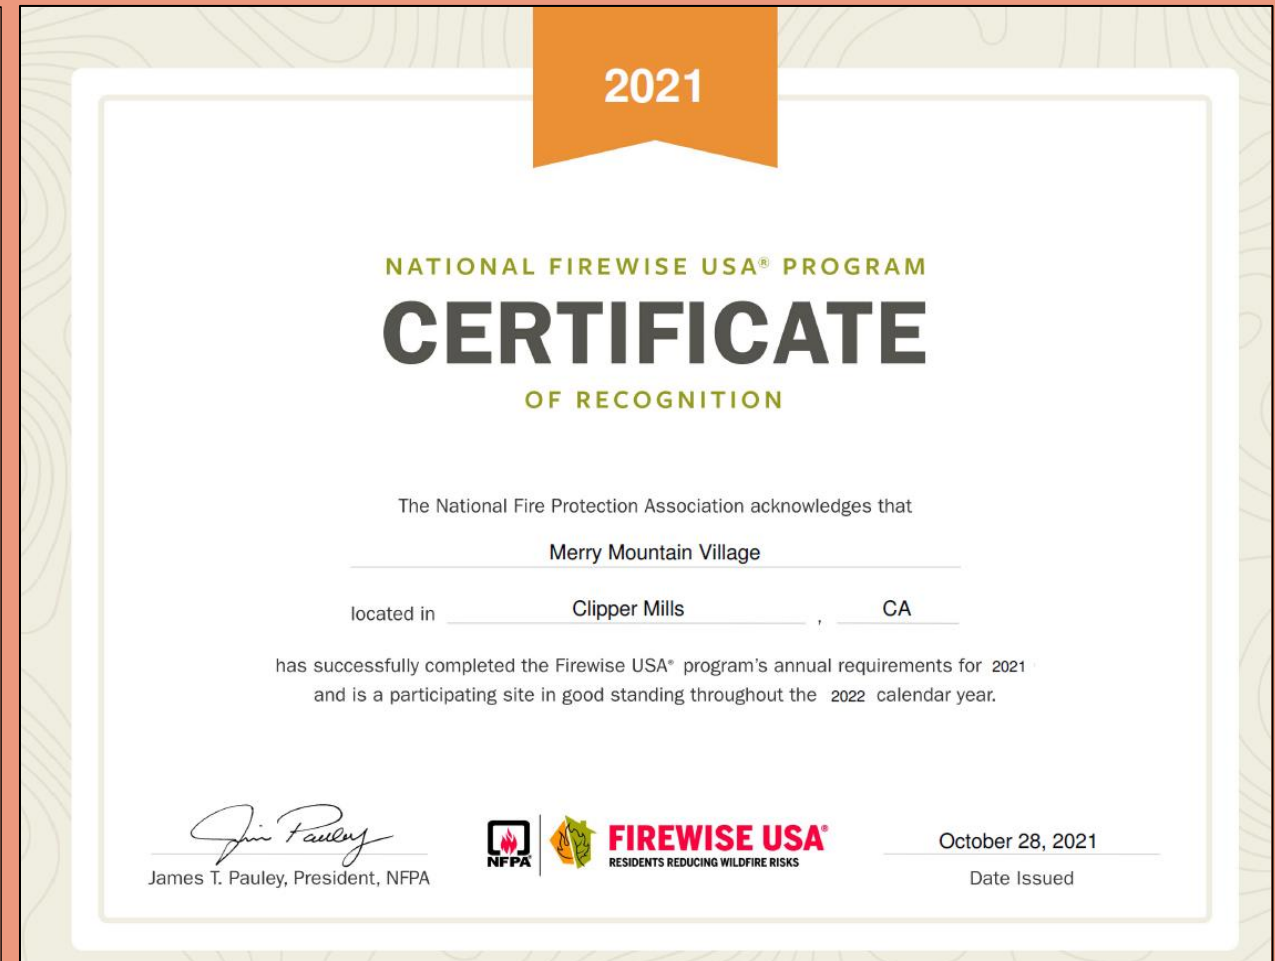 2021
NATIONAL FIREWISE USA® PROGRAM
CERTIFICATE
OF RECOGNITION
The National Fire Protection Association acknowledges that
Merry Mountain Village
located in Clipper Mills , CA
has successfully completed the Firewise USA® program's annual requirements for 2021
and is a participating site in good standing throughout the 2022 calendar year.
Jim Pauley
James T. Pauley, President, NFPA
NFPA
FIREWISE USA®
RESIDENTS REDUCING WILDFIRE RISKS
October 28, 2021
Date Issued